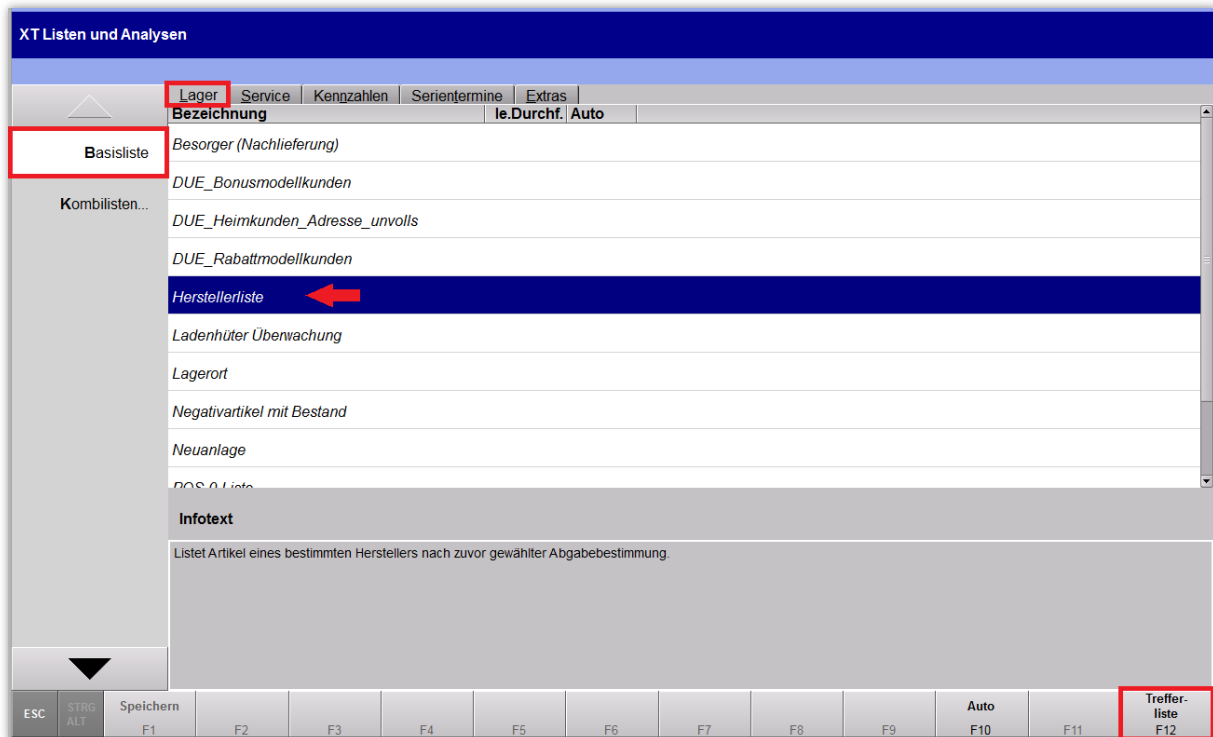 XT Listen und Analysen
Lager Service Kennzahlen Serientermine Extras
Bezeichnung le.Durchf. Auto
Basisliste
Kombilisten...
Besorger (Nachlieferung)
DUE_Bonusmodellkunden
DUE_Heimkunden_Adresse_unvolls
DUE_Rabattmodellkunden
Herstellerliste
Ladenhüter Überwachung
Lagerort
Negativartikel mit Bestand
Neuanlage
POS-0-Liste
Infotext
Listet Artikel eines bestimmten Herstellers nach zuvor gewählter Abgabebestimmung.
ESC
STRG
ALT
Speichern
F1
F2
F3
F4
F5
F6
F7
F8
F9
Auto
F10
F11
Treffer-
liste
F12